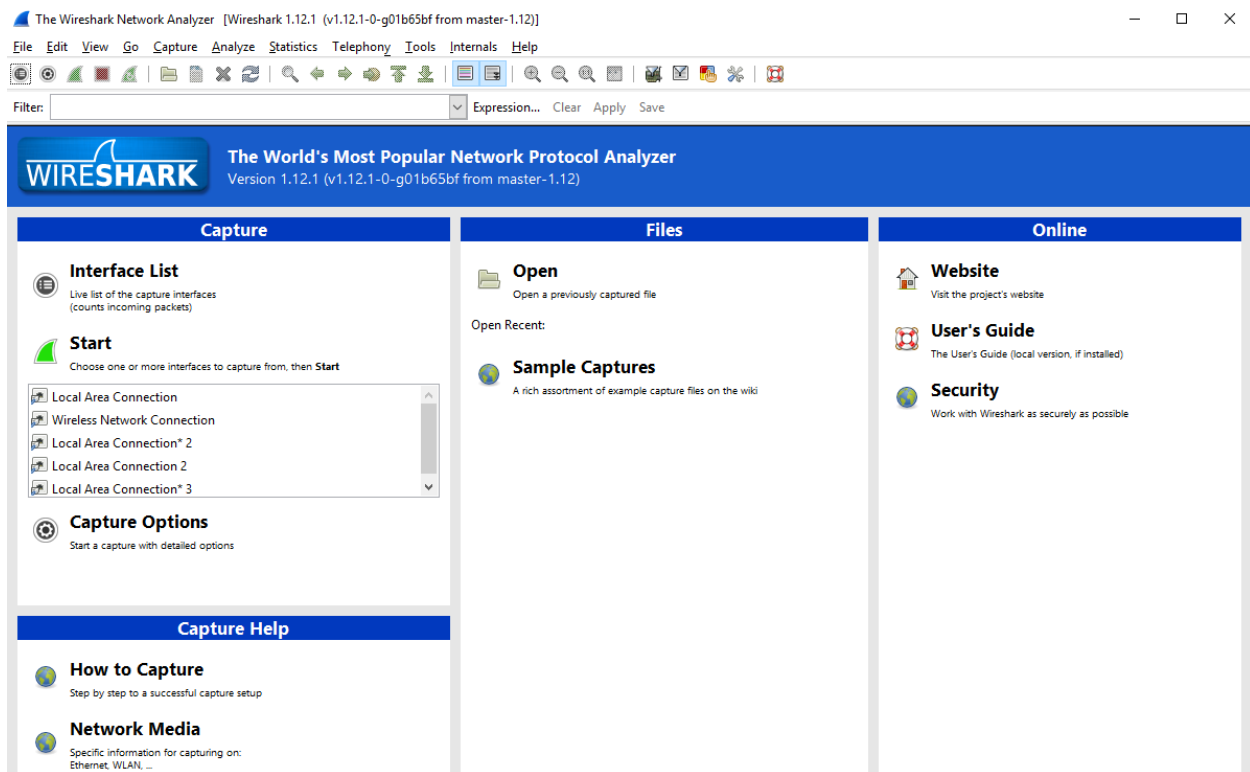 The Wireshark Network Analyzer [Wireshark 1.12.1 (v1.12.1-0-g01b65bf from master-1.12)]
File Edit View Go Capture Analyze Statistics Telephony Tools Internals Help
Filter: Expression... Clear Apply Save
WIRESHARK
The World's Most Popular Network Protocol Analyzer
Version 1.12.1 (v1.12.1-0-g01b65bf from master-1.12)
Capture
Interface List
Live list of the capture interfaces
(counts incoming packets)
Start
Choose one or more interfaces to capture from, then Start
Local Area Connection
Wireless Network Connection
Local Area Connection* 2
Local Area Connection 2
Local Area Connection* 3
Capture Options
Start a capture with detailed options
Capture Help
How to Capture
Step by step to a successful capture setup
Network Media
Specific information for capturing on:
Ethernet, WLAN, ...
Files
Open
Open a previously captured file
Open Recent:
Sample Captures
A rich assortment of example capture files on the wiki
Online
Website
Visit the project's website
User's Guide
The User's Guide (local version, if installed)
Security
Work with Wireshark as securely as possible